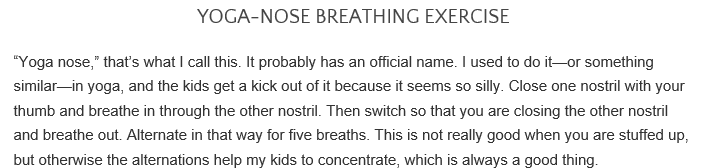 YOGA-NOSE BREATHING EXERCISE
“Yoga nose,” that’s what I call this. It probably has an official name. I used to do it—or something
similar—in yoga, and the kids get a kick out of it because it seems so silly. Close one nostril with your
thumb and breathe in through the other nostril. Then switch so that you are closing the other nostril
and breathe out. Alternate in that way for five breaths. This is not really good when you are stuffed up,
but otherwise the alternations help my kids to concentrate, which is always a good thing.